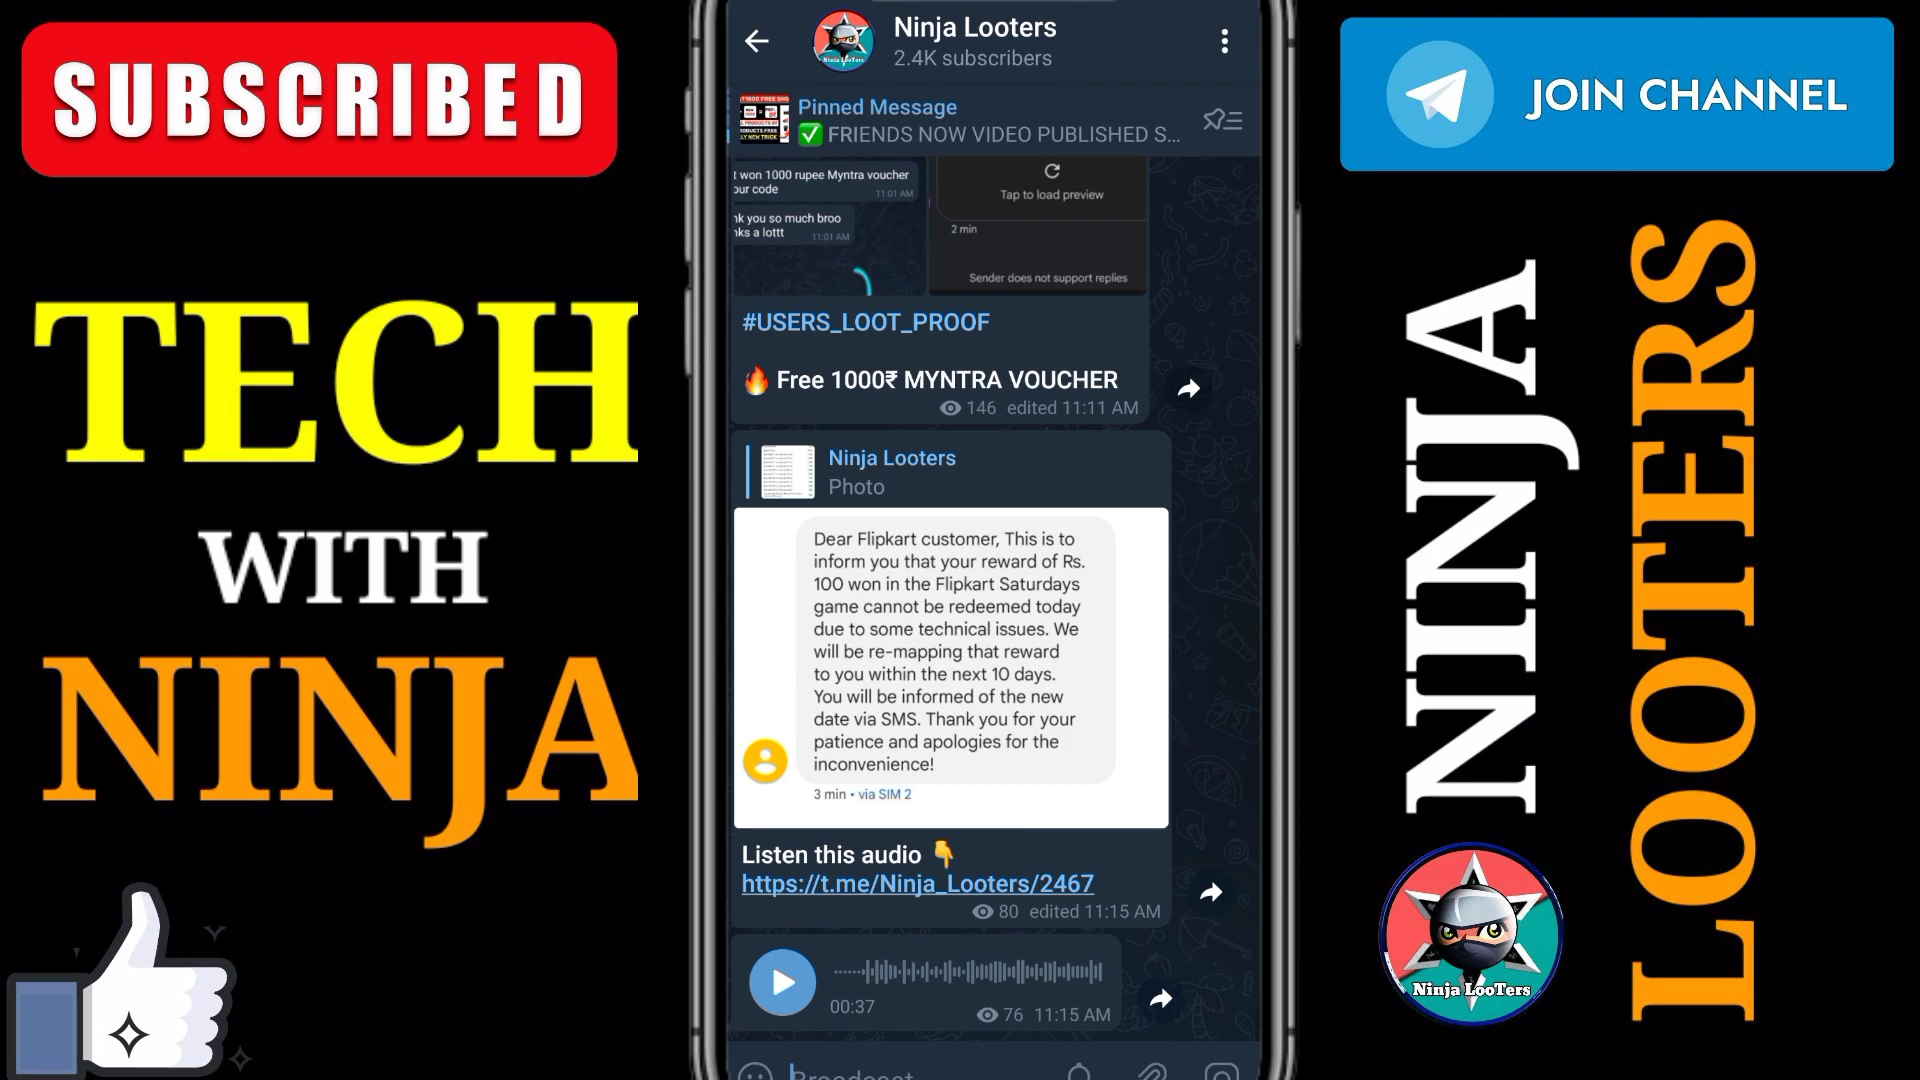 SUBSCRIBED
TECH
WITH
NINJA
Ninja Looters
2.4K subscribers
Pinned Message
✅ FRIENDS NOW VIDEO PUBLISHED S...
t won 1000 rupee Myntra voucher
our code
11:01 AM
nk you so much broo
nks a lottt
11:01 AM
Tap to load preview
2 min
Sender does not support replies
#USERS_LOOT_PROOF
🔥 Free 1000₹ MYNTRA VOUCHER
146 edited 11:11 AM
Ninja Looters
Photo
Dear Flipkart customer, This is to
inform you that your reward of Rs.
100 won in the Flipkart Saturdays
game cannot be redeemed today
due to some technical issues. We
will be re-mapping that reward
to you within the next 10 days.
You will be informed of the new
date via SMS. Thank you for your
patience and apologies for the
inconvenience!
3 min • via SIM 2
Listen this audio 👇
https://t.me/Ninja_Looters/2467
80 edited 11:15 AM
00:37
76 11:15 AM
Broadcast
JOIN CHANNEL
NINJA
LOOTERS
Ninja LooTers